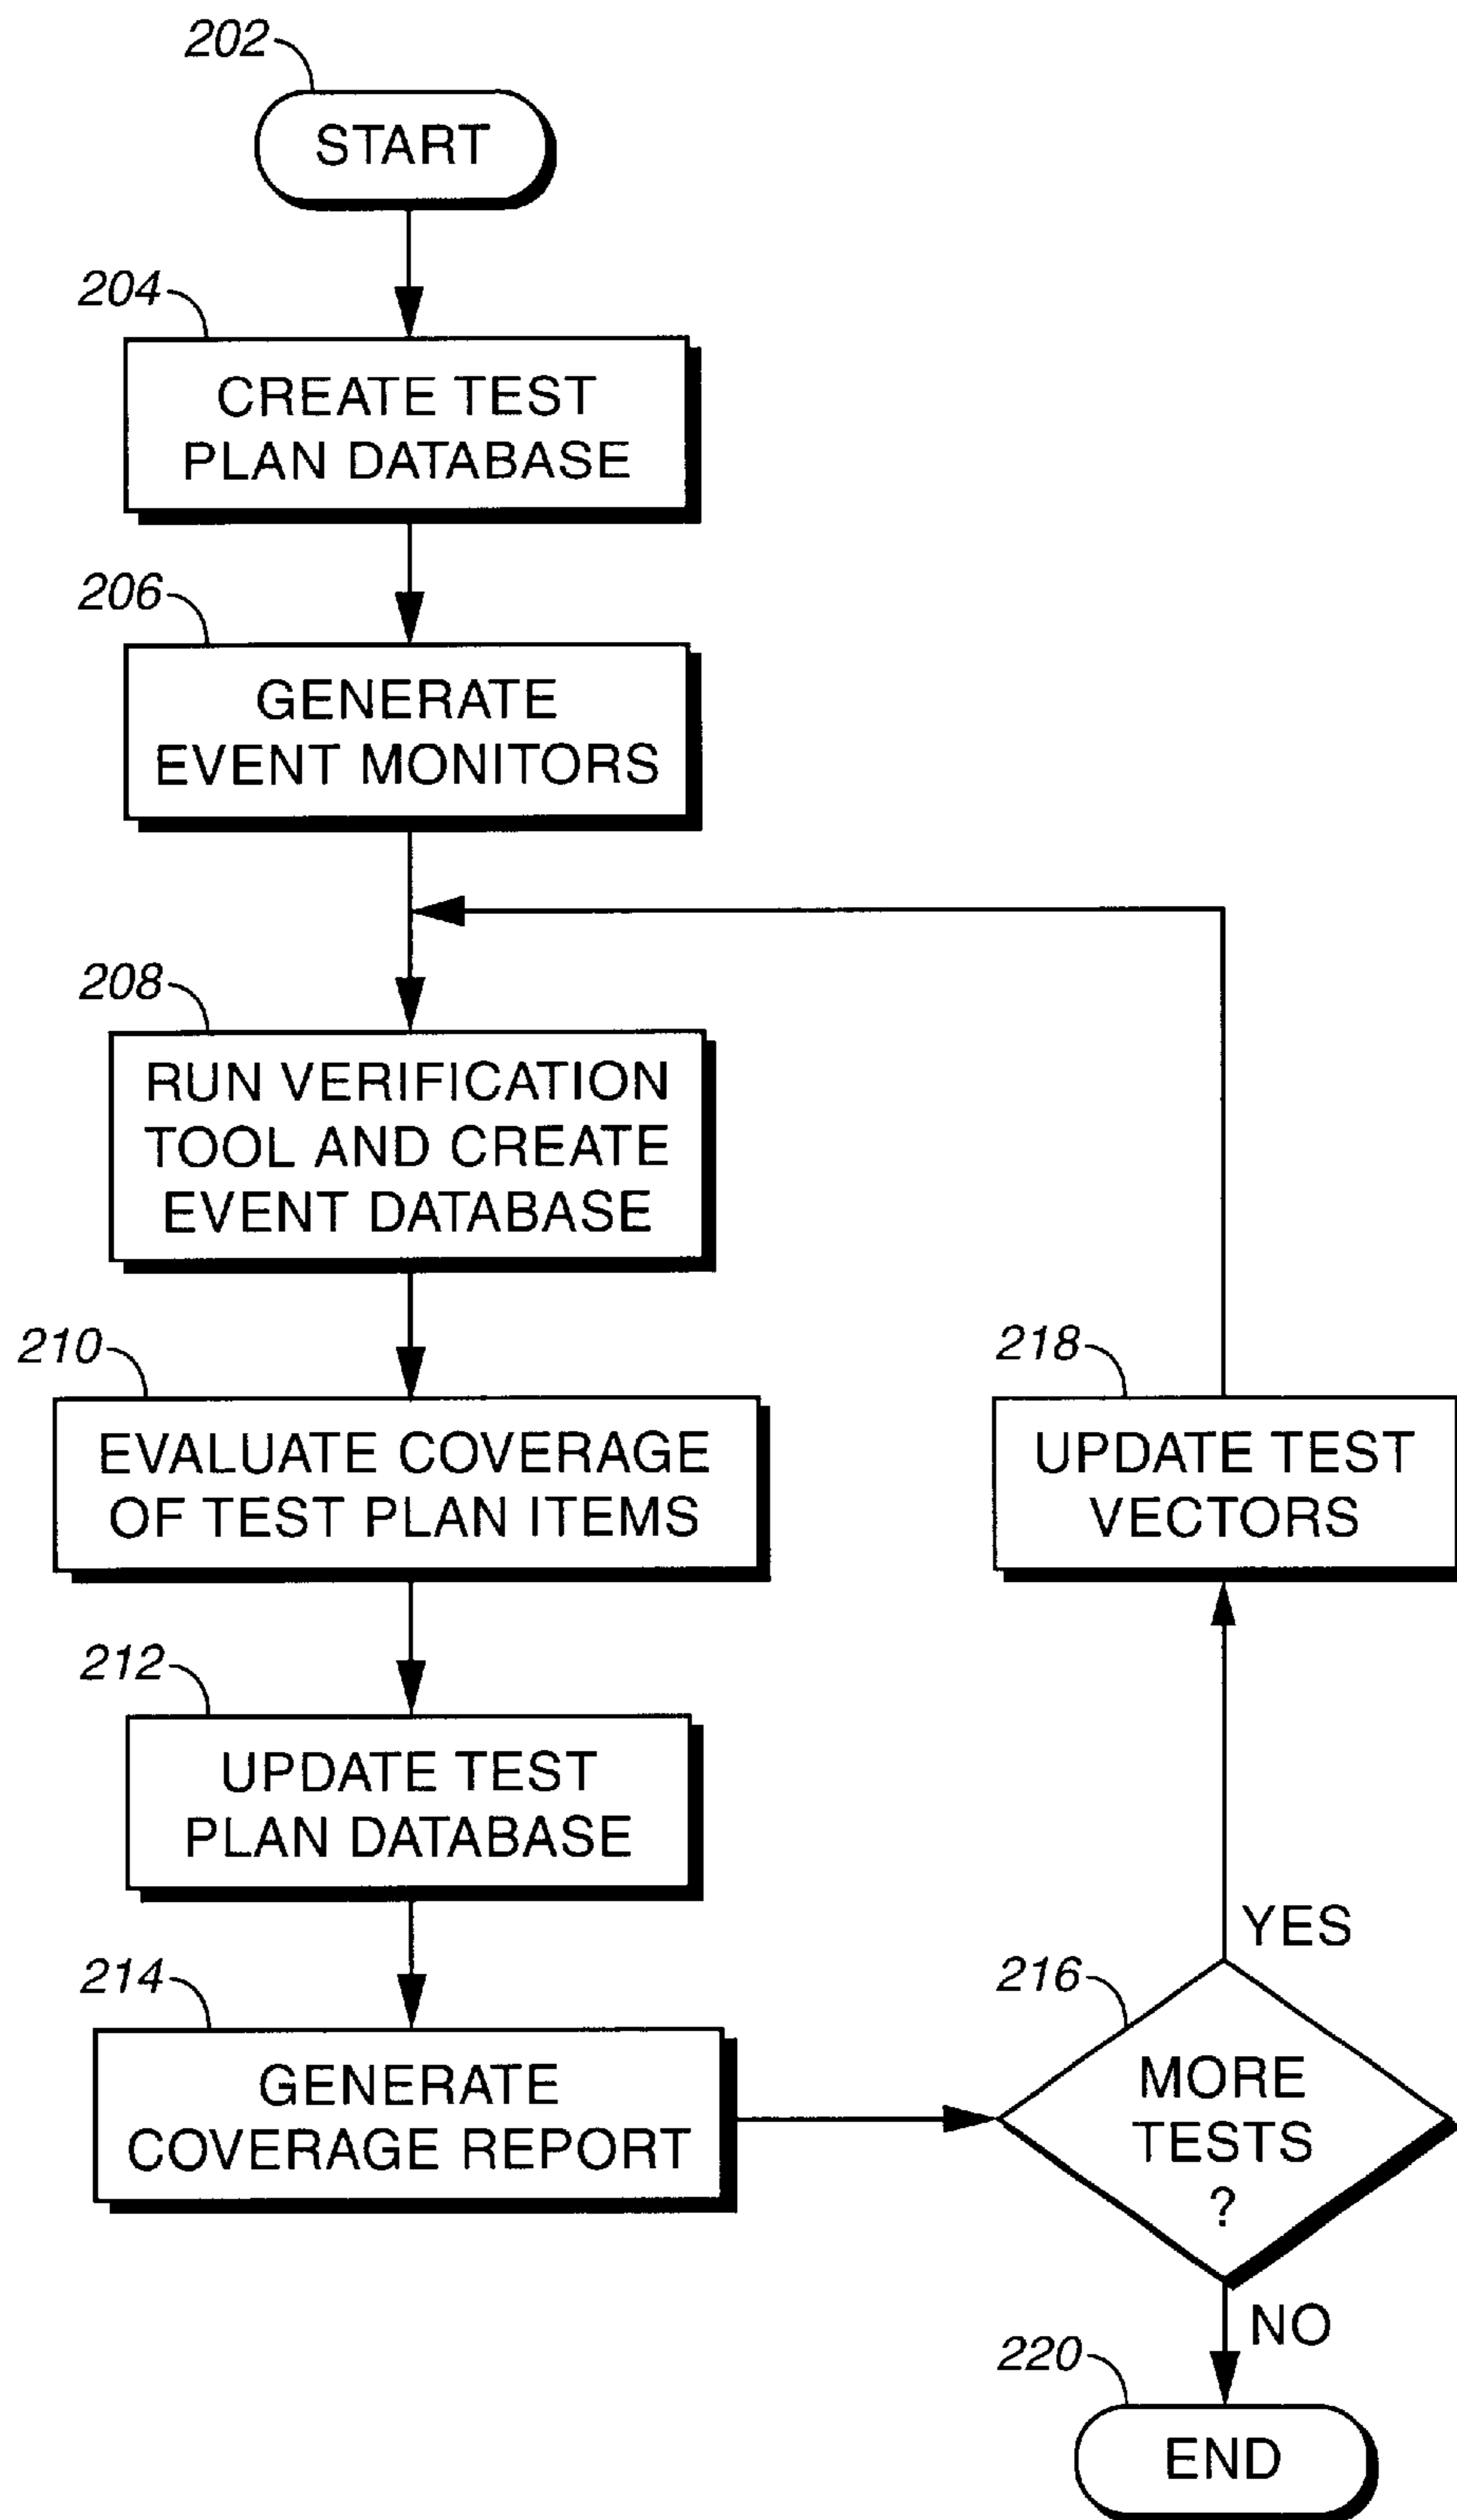 202
START
204
CREATE TEST
PLAN DATABASE
206
GENERATE
EVENT MONITORS
208
RUN VERIFICATION
TOOL AND CREATE
EVENT DATABASE
210
EVALUATE COVERAGE
OF TEST PLAN ITEMS
212
UPDATE TEST
PLAN DATABASE
214
GENERATE
COVERAGE REPORT
216
MORE
TESTS
?
YES
218
UPDATE TEST
VECTORS
NO
220
END